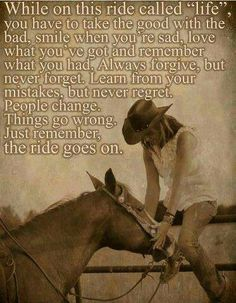 While on this ride called “life”,
you have to take the good with the
bad, smile when you’re sad, love
what you’ve got and remember
what you had. Always forgive, but
never forget. Learn from your
mistakes, but never regret.
People change.
Things go wrong.
Just remember,
the ride goes on.